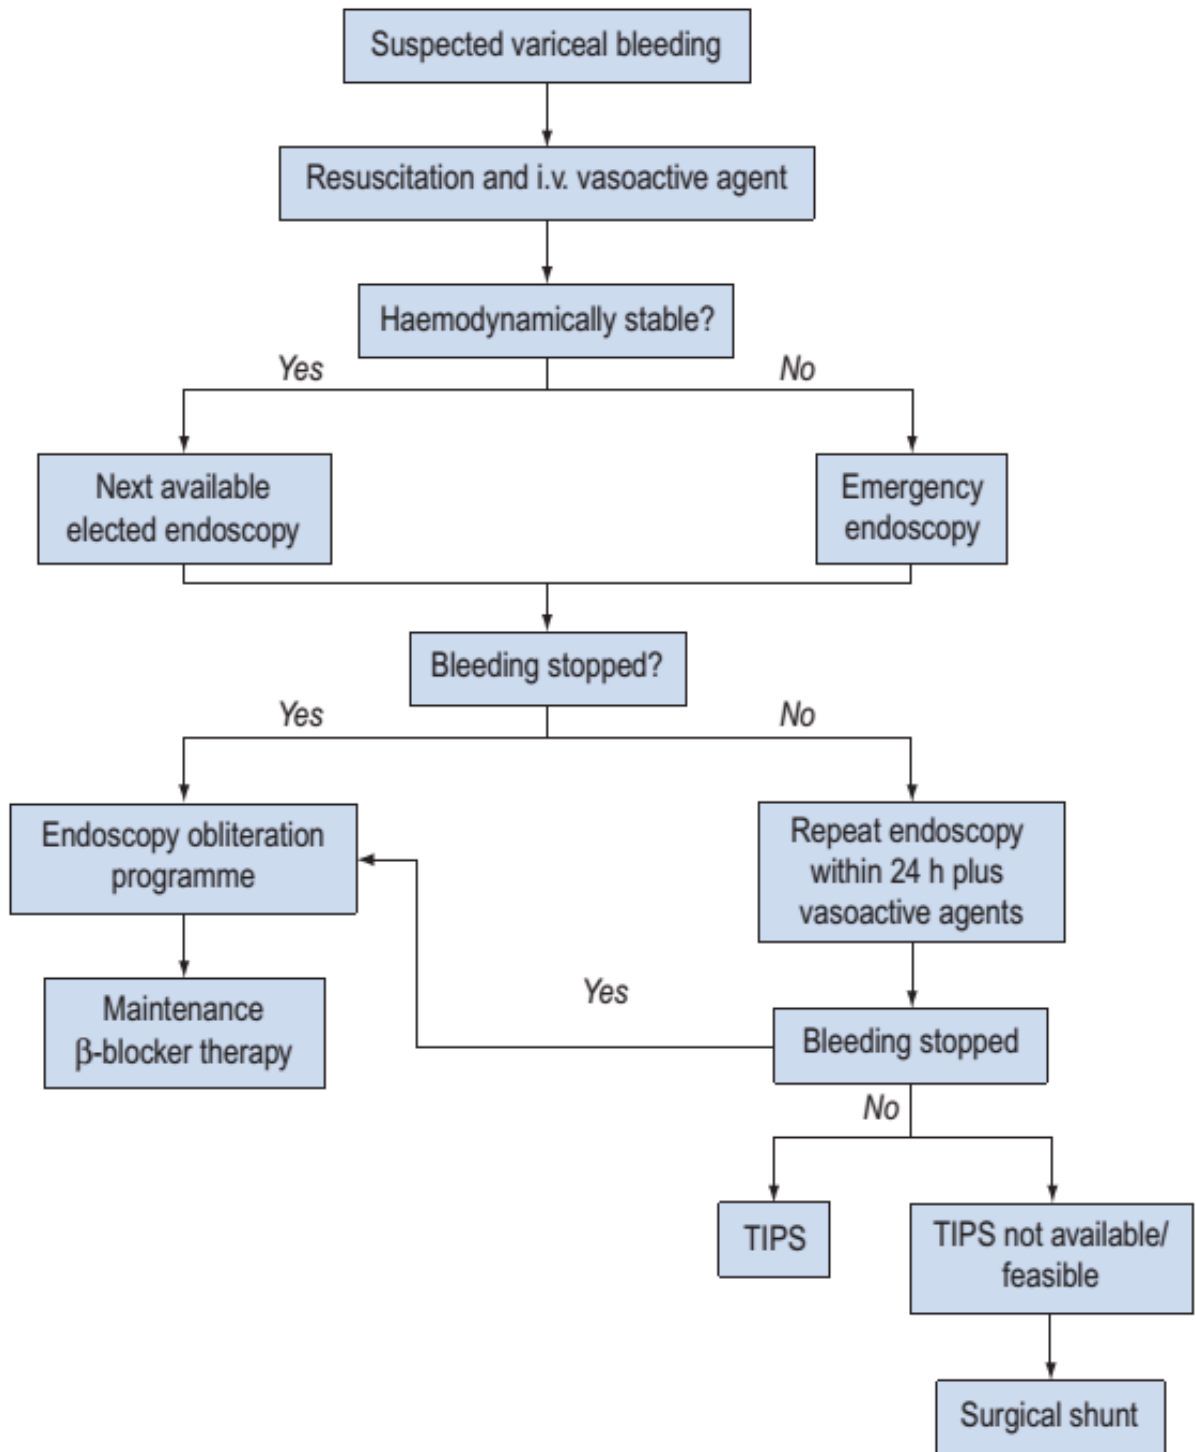 Suspected variceal bleeding
Resuscitation and i.v. vasoactive agent
Haemodynamically stable?
Yes
No
Next available
elected endoscopy
Emergency
endoscopy
Bleeding stopped?
Yes
No
Endoscopy obliteration
programme
Repeat endoscopy
within 24 h plus
vasoactive agents
Maintenance
β-blocker therapy
Yes
Bleeding stopped
No
TIPS
TIPS not available/
feasible
Surgical shunt